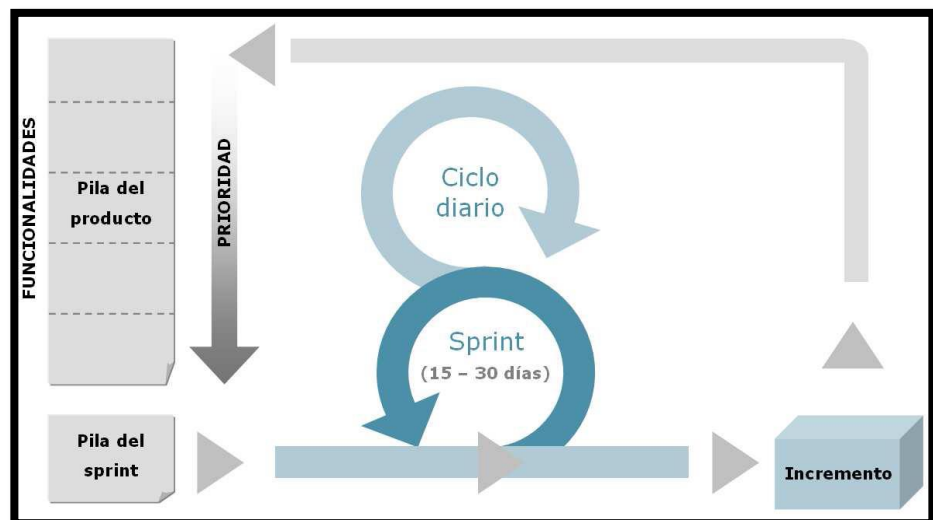 FUNCIONALIDADES
Pila del
producto
PRIORIDAD
Ciclo
diario
Sprint
(15 – 30 días)
Pila del
sprint
Incremento